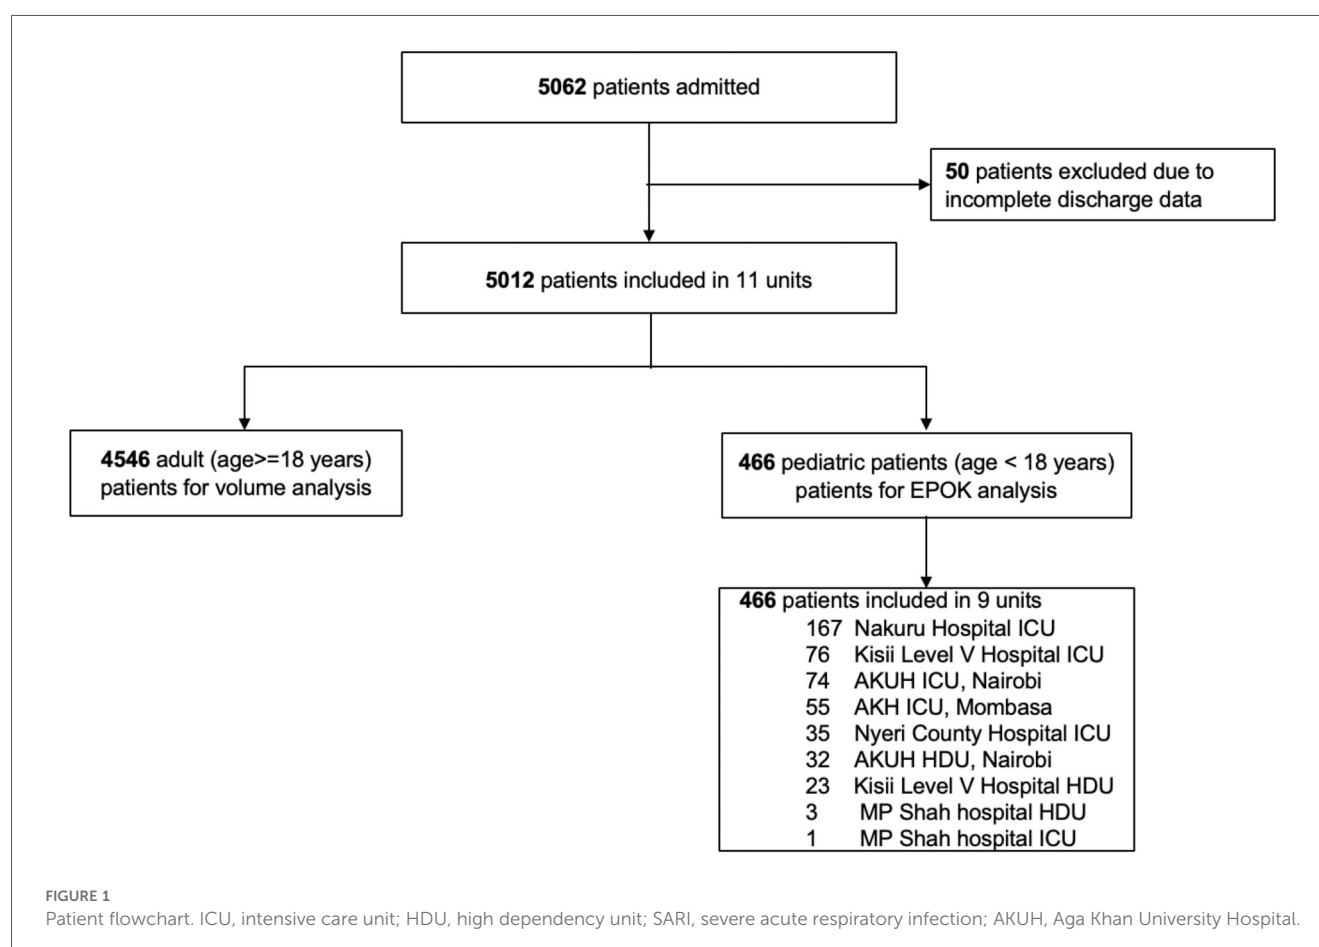 5062 patients admitted
50 patients excluded due to
incomplete discharge data
5012 patients included in 11 units
4546 adult (age>=18 years)
patients for volume analysis
466 pediatric patients (age < 18 years)
patients for EPOK analysis
466 patients included in 9 units
167 Nakuru Hospital ICU
76 Kisii Level V Hospital ICU
74 AKUH ICU, Nairobi
55 AKH ICU, Mombasa
35 Nyeri County Hospital ICU
32 AKUH HDU, Nairobi
23 Kisii Level V Hospital HDU
3 MP Shah hospital HDU
1 MP Shah hospital ICU
FIGURE 1
Patient flowchart. ICU, intensive care unit; HDU, high dependency unit; SARI, severe acute respiratory infection; AKUH, Aga Khan University Hospital.